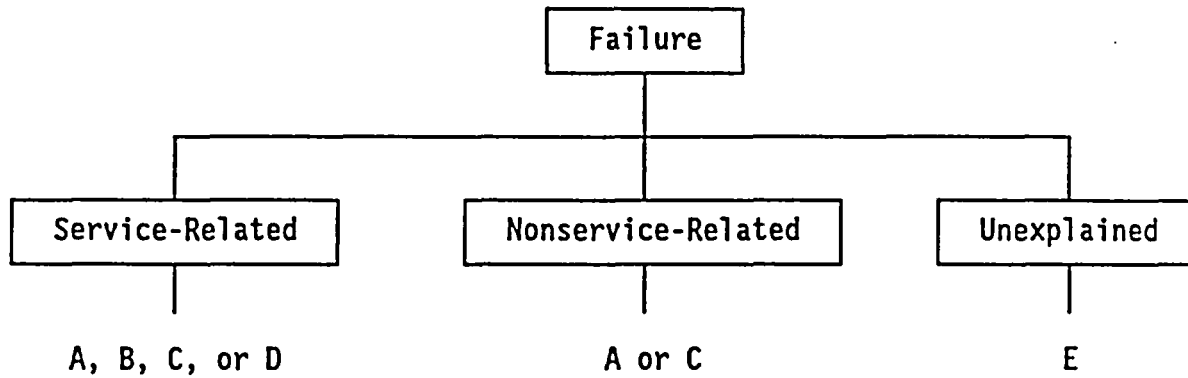 Failure
Service-Related
Nonservice-Related
Unexplained
A, B, C, or D
A or C
E